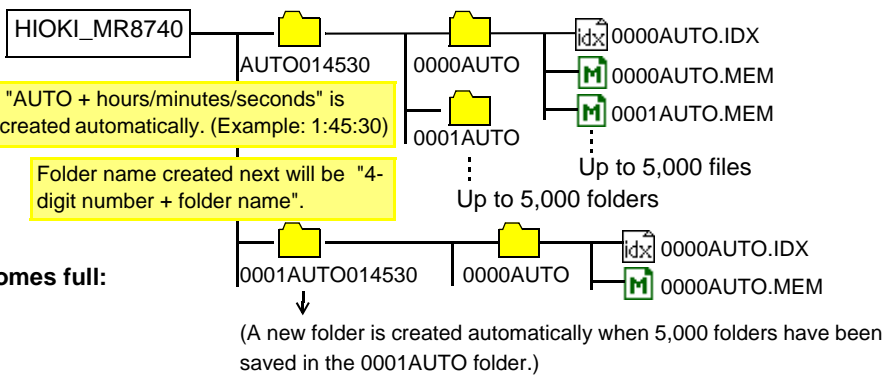 HIOKI_MR8740
AUTO014530
0000AUTO
idx 0000AUTO.IDX
M 0000AUTO.MEM
0001AUTO
M 0001AUTO.MEM
"AUTO + hours/minutes/seconds" is
created automatically. (Example: 1:45:30)
Up to 5,000 files
Up to 5,000 folders
Folder name created next will be "4-
digit number + folder name".
omes full:
0001AUTO014530
0000AUTO
idx 0000AUTO.IDX
M 0000AUTO.MEM
(A new folder is created automatically when 5,000 folders have been
saved in the 0001AUTO folder.)